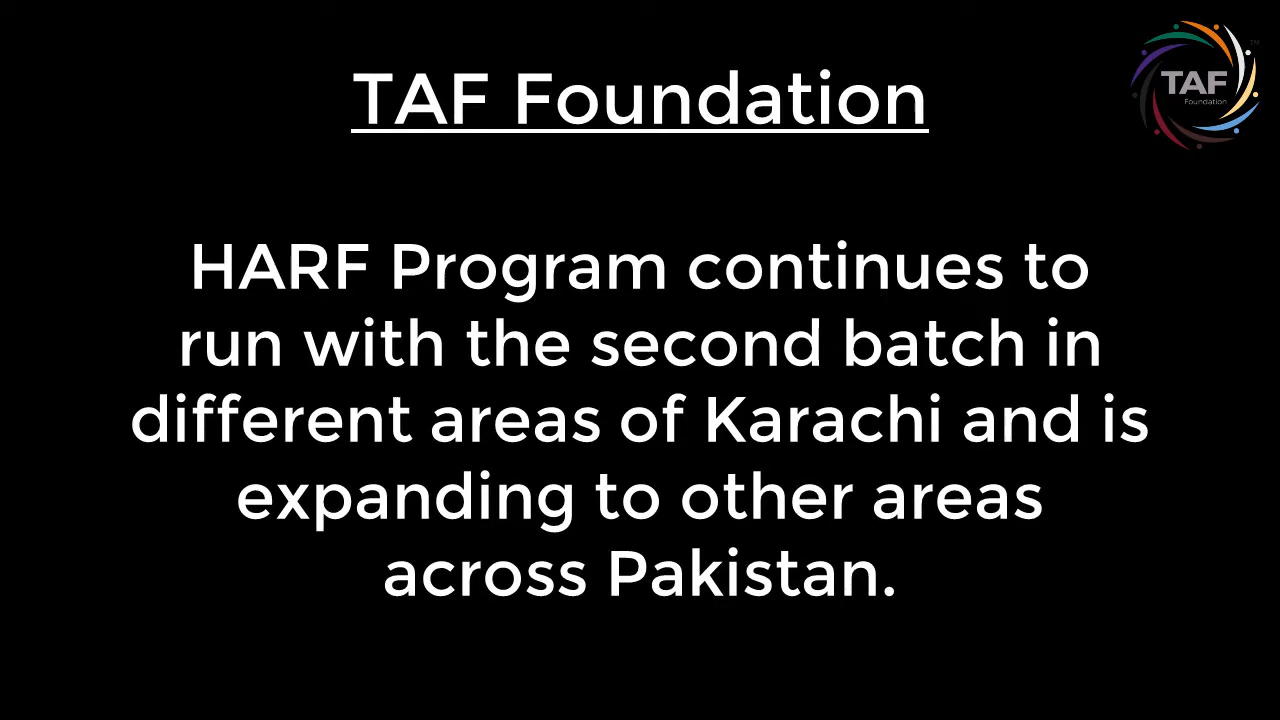 TAF Foundation
TAF
Foundation
TM
HARF Program continues to
run with the second batch in
different areas of Karachi and is
expanding to other areas
across Pakistan.